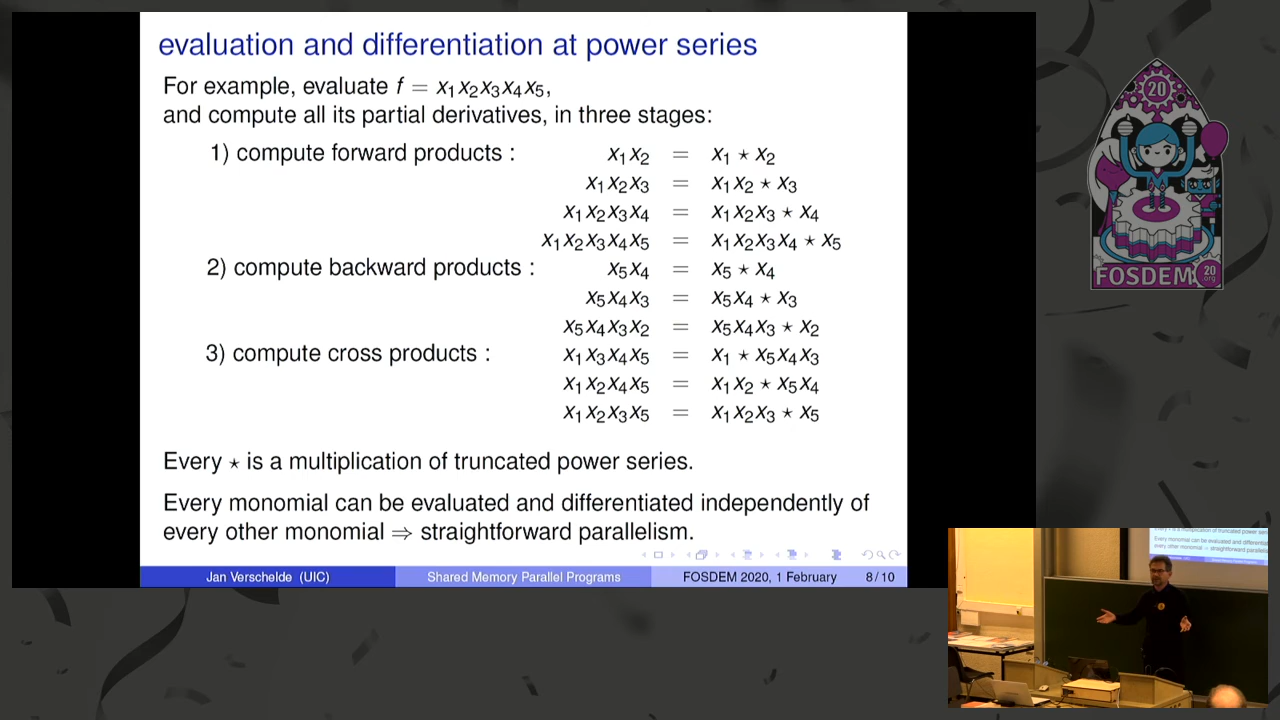 evaluation and differentiation at power series
For example, evaluate f = x₁x₂x₃x₄x₅,
and compute all its partial derivatives, in three stages:
1) compute forward products : x₁x₂ = x₁ ⋆ x₂
x₁x₂x₃ = x₁x₂ ⋆ x₃
x₁x₂x₃x₄ = x₁x₂x₃ ⋆ x₄
x₁x₂x₃x₄x₅ = x₁x₂x₃x₄ ⋆ x₅
2) compute backward products : x₅x₄ = x₅ ⋆ x₄
x₅x₄x₃ = x₅x₄ ⋆ x₃
x₅x₄x₃x₂ = x₅x₄x₃ ⋆ x₂
3) compute cross products : x₁x₃x₄x₅ = x₁ ⋆ x₅x₄x₃
x₁x₂x₄x₅ = x₁x₂ ⋆ x₅x₄
x₁x₂x₃x₅ = x₁x₂x₃ ⋆ x₅
Every ⋆ is a multiplication of truncated power series.
Every monomial can be evaluated and differentiated independently of
every other monomial ⇒ straightforward parallelism.
Jan Verschelde (UIC) Shared Memory Parallel Programs FOSDEM 2020, 1 February 8 / 10
20
FOSDEM 20
.org